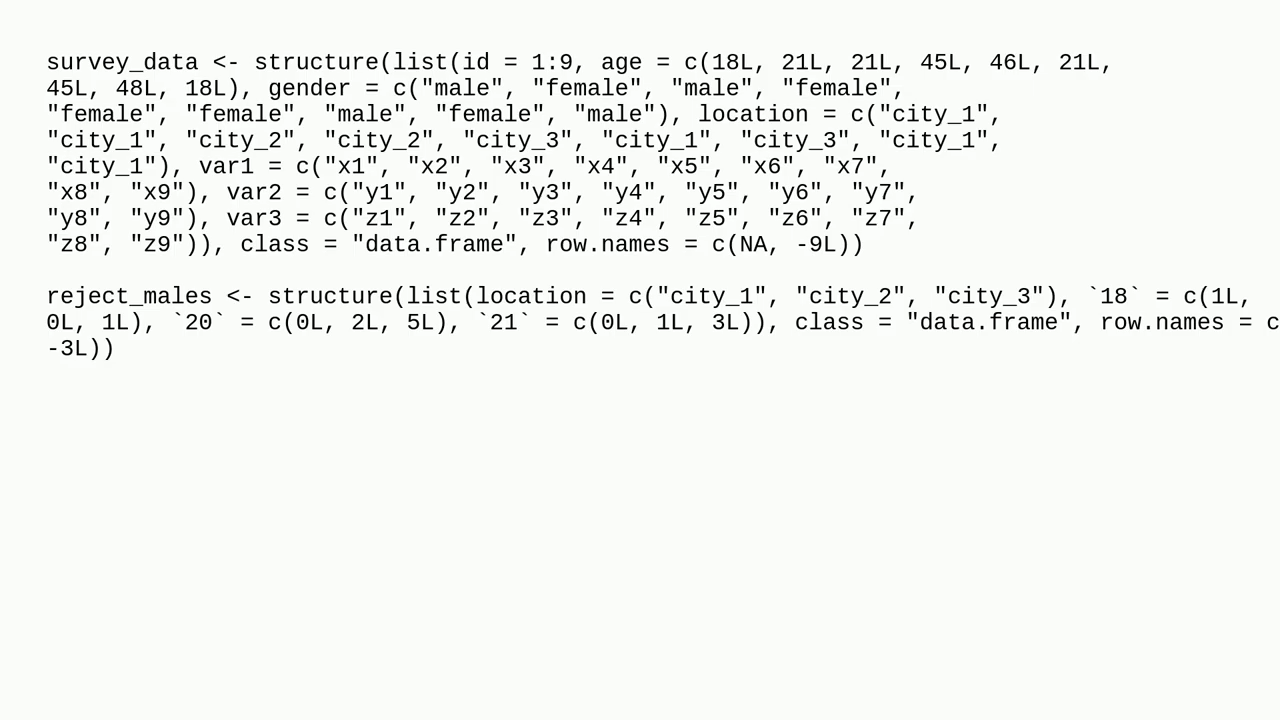 survey_data <- structure(list(id = 1:9, age = c(18L, 21L, 21L, 45L, 46L, 21L,
45L, 48L, 18L), gender = c("male", "female", "male", "female",
"female", "female", "male", "female", "male"), location = c("city_1",
"city_1", "city_2", "city_2", "city_3", "city_1", "city_3", "city_1",
"city_1"), var1 = c("x1", "x2", "x3", "x4", "x5", "x6", "x7",
"x8", "x9"), var2 = c("y1", "y2", "y3", "y4", "y5", "y6", "y7",
"y8", "y9"), var3 = c("z1", "z2", "z3", "z4", "z5", "z6", "z7",
"z8", "z9")), class = "data.frame", row.names = c(NA, -9L))

reject_males <- structure(list(location = c("city_1", "city_2", "city_3"), `18` = c(1L,
0L, 1L), `20` = c(0L, 2L, 5L), `21` = c(0L, 1L, 3L)), class = "data.frame", row.names = c
-3L))